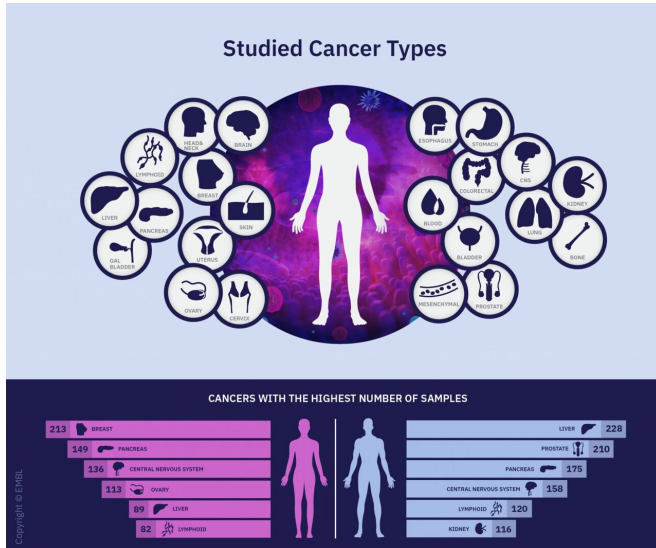 Studied Cancer Types
HEAD&
NECK
BRAIN
LYMPHOID
BREAST
LIVER
PANCREAS
SKIN
GAL
BLADDER
UTERUS
OVARY
CERVIX
ESOPHAGUS
STOMACH
CNS
COLORECTAL
KIDNEY
BLOOD
LUNG
BLADDER
BONE
MESENCHYMAL
PROSTATE
CANCERS WITH THE HIGHEST NUMBER OF SAMPLES
213 BREAST
149 PANCREAS
136 CENTRAL NERVOUS SYSTEM
113 OVARY
89 LIVER
82 LYMPHOID
LIVER 228
PROSTATE 210
PANCREAS 175
CENTRAL NERVOUS SYSTEM 158
LYMPHOID 120
KIDNEY 116
Copyright © EMBL